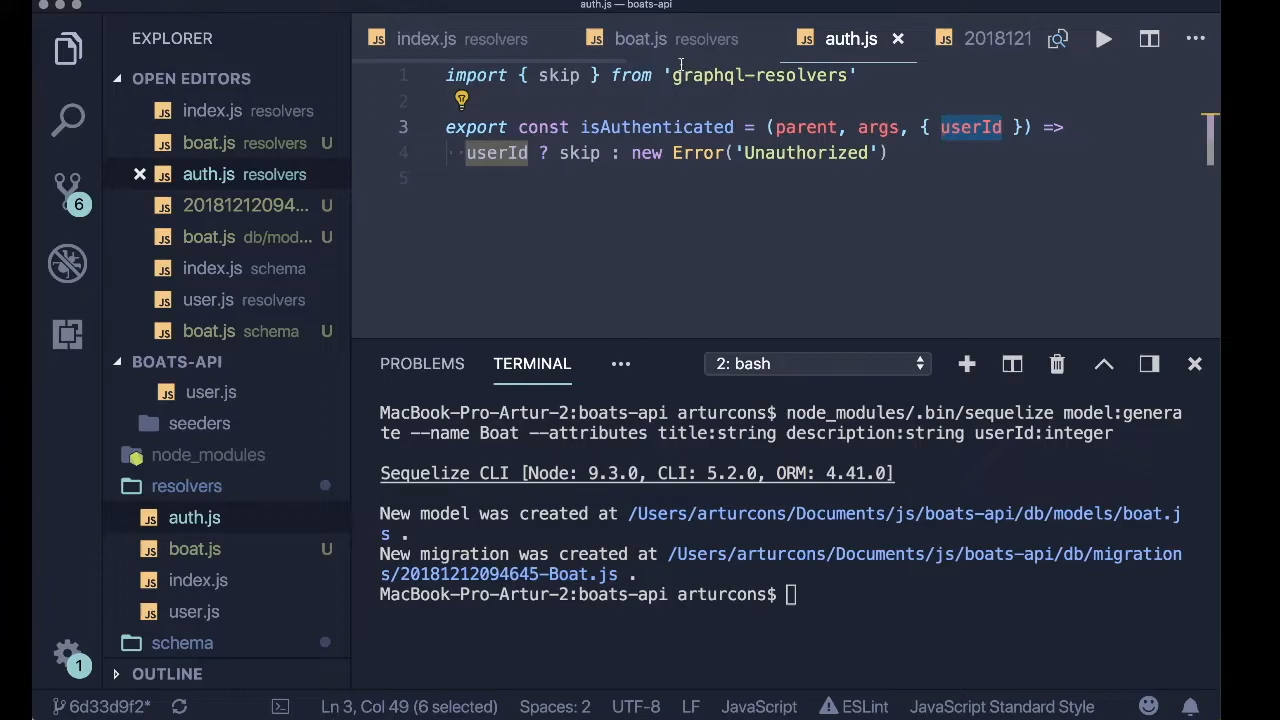 auth.js — boats-api
EXPLORER
OPEN EDITORS
index.js resolvers
boat.js resolvers
auth.js resolvers
20181212094... U
boat.js db/mod... U
index.js schema
user.js resolvers
boat.js schema U
BOATS-API
user.js
seeders
node_modules
resolvers
auth.js
boat.js U
index.js
user.js
schema
OUTLINE
6
1
index.js resolvers
boat.js resolvers
auth.js
2018121
1 import { skip } from 'graphql-resolvers'
2
3 export const isAuthenticated = (parent, args, { userId }) =>
4 ··userId ? skip : new Error('Unauthorized')
5
PROBLEMS TERMINAL ••• 2: bash
MacBook-Pro-Artur-2:boats-api arturcons$ node_modules/.bin/sequelize model:genera
te --name Boat --attributes title:string description:string userId:integer
Sequelize CLI [Node: 9.3.0, CLI: 5.2.0, ORM: 4.41.0]
New model was created at /Users/arturcons/Documents/js/boats-api/db/models/boat.j
s .
New migration was created at /Users/arturcons/Documents/js/boats-api/db/migration
s/20181212094645-Boat.js .
MacBook-Pro-Artur-2:boats-api arturcons$
6d33d9f2* Ln 3, Col 49 (6 selected) Spaces: 2 UTF-8 LF JavaScript ESLint JavaScript Standard Style